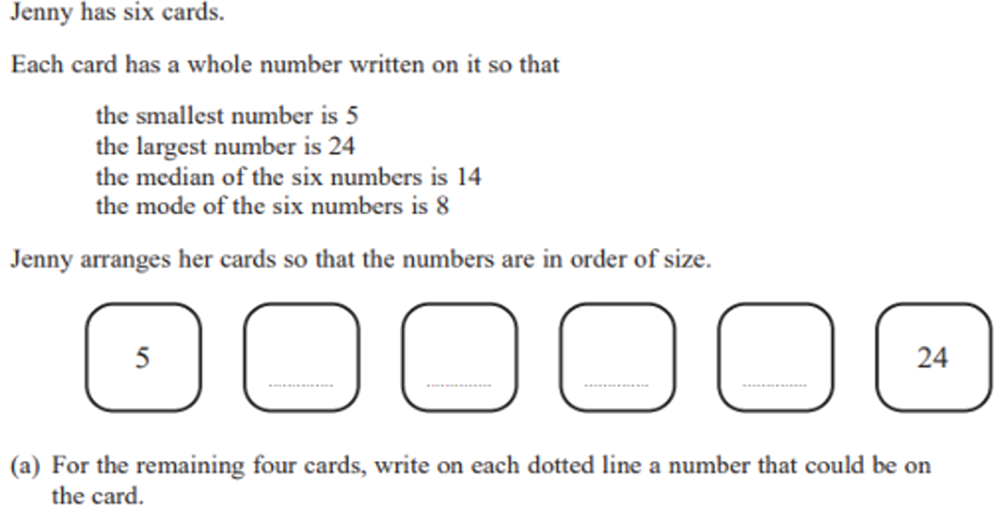 Jenny has six cards.
Each card has a whole number written on it so that
the smallest number is 5
the largest number is 24
the median of the six numbers is 14
the mode of the six numbers is 8
Jenny arranges her cards so that the numbers are in order of size.
5 24
(a) For the remaining four cards, write on each dotted line a number that could be on
the card.